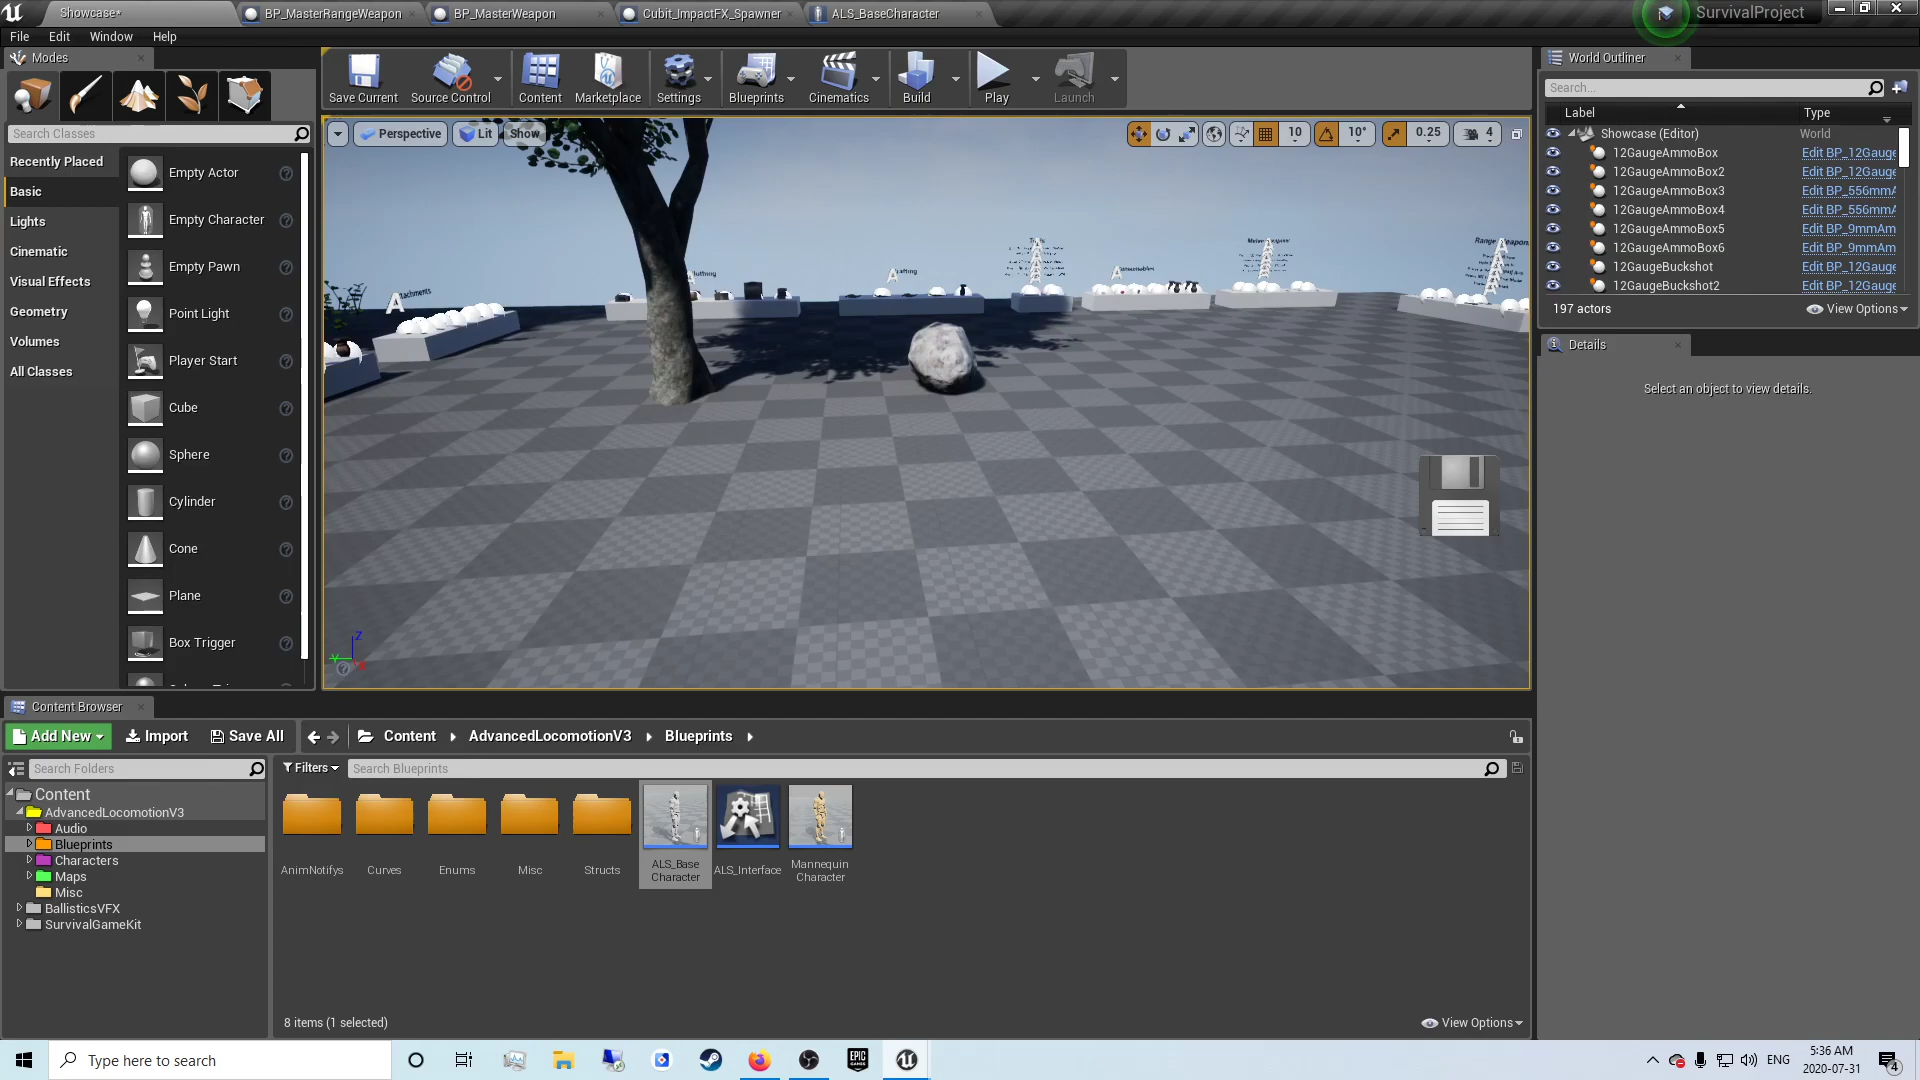 Showcase*
BP_MasterRangeWeapon
BP_MasterWeapon
Cubit_ImpactFX_Spawner
ALS_BaseCharacter
SurvivalProject
File Edit Window Help
Modes
Save Current
Source Control
Content
Marketplace
Settings
Blueprints
Cinematics
Build
Play
Launch
World Outliner
Search...
Label
Type
Search Classes
Perspective
Lit
Show
10
10°
0.25
4
Showcase (Editor) World
12GaugeAmmoBox Edit BP_12Gauge
12GaugeAmmoBox2 Edit BP_12Gauge
12GaugeAmmoBox3 Edit BP_556mmA
12GaugeAmmoBox4 Edit BP_556mmA
12GaugeAmmoBox5 Edit BP_9mmAm
12GaugeAmmoBox6 Edit BP_9mmAm
12GaugeBuckshot Edit BP_12Gauge
12GaugeBuckshot2 Edit BP_12Gauge
197 actors
View Options
Details
Select an object to view details.
Recently Placed
Basic
Lights
Cinematic
Visual Effects
Geometry
Volumes
All Classes
Empty Actor
Empty Character
Empty Pawn
Point Light
Player Start
Cube
Sphere
Cylinder
Cone
Plane
Box Trigger
Z
Y
Content Browser
Add New
Import
Save All
Content
AdvancedLocomotionV3
Blueprints
Search Folders
Filters
Search Blueprints
Content
AdvancedLocomotionV3
Audio
Blueprints
Characters
Maps
Misc
BallisticsVFX
SurvivalGameKit
AnimNotifys
Curves
Enums
Misc
Structs
ALS_Base
Character
ALS_Interface
Mannequin
Character
8 items (1 selected)
View Options
Type here to search
EPIC
GAMES
ENG
5:36 AM
2020-07-31
4